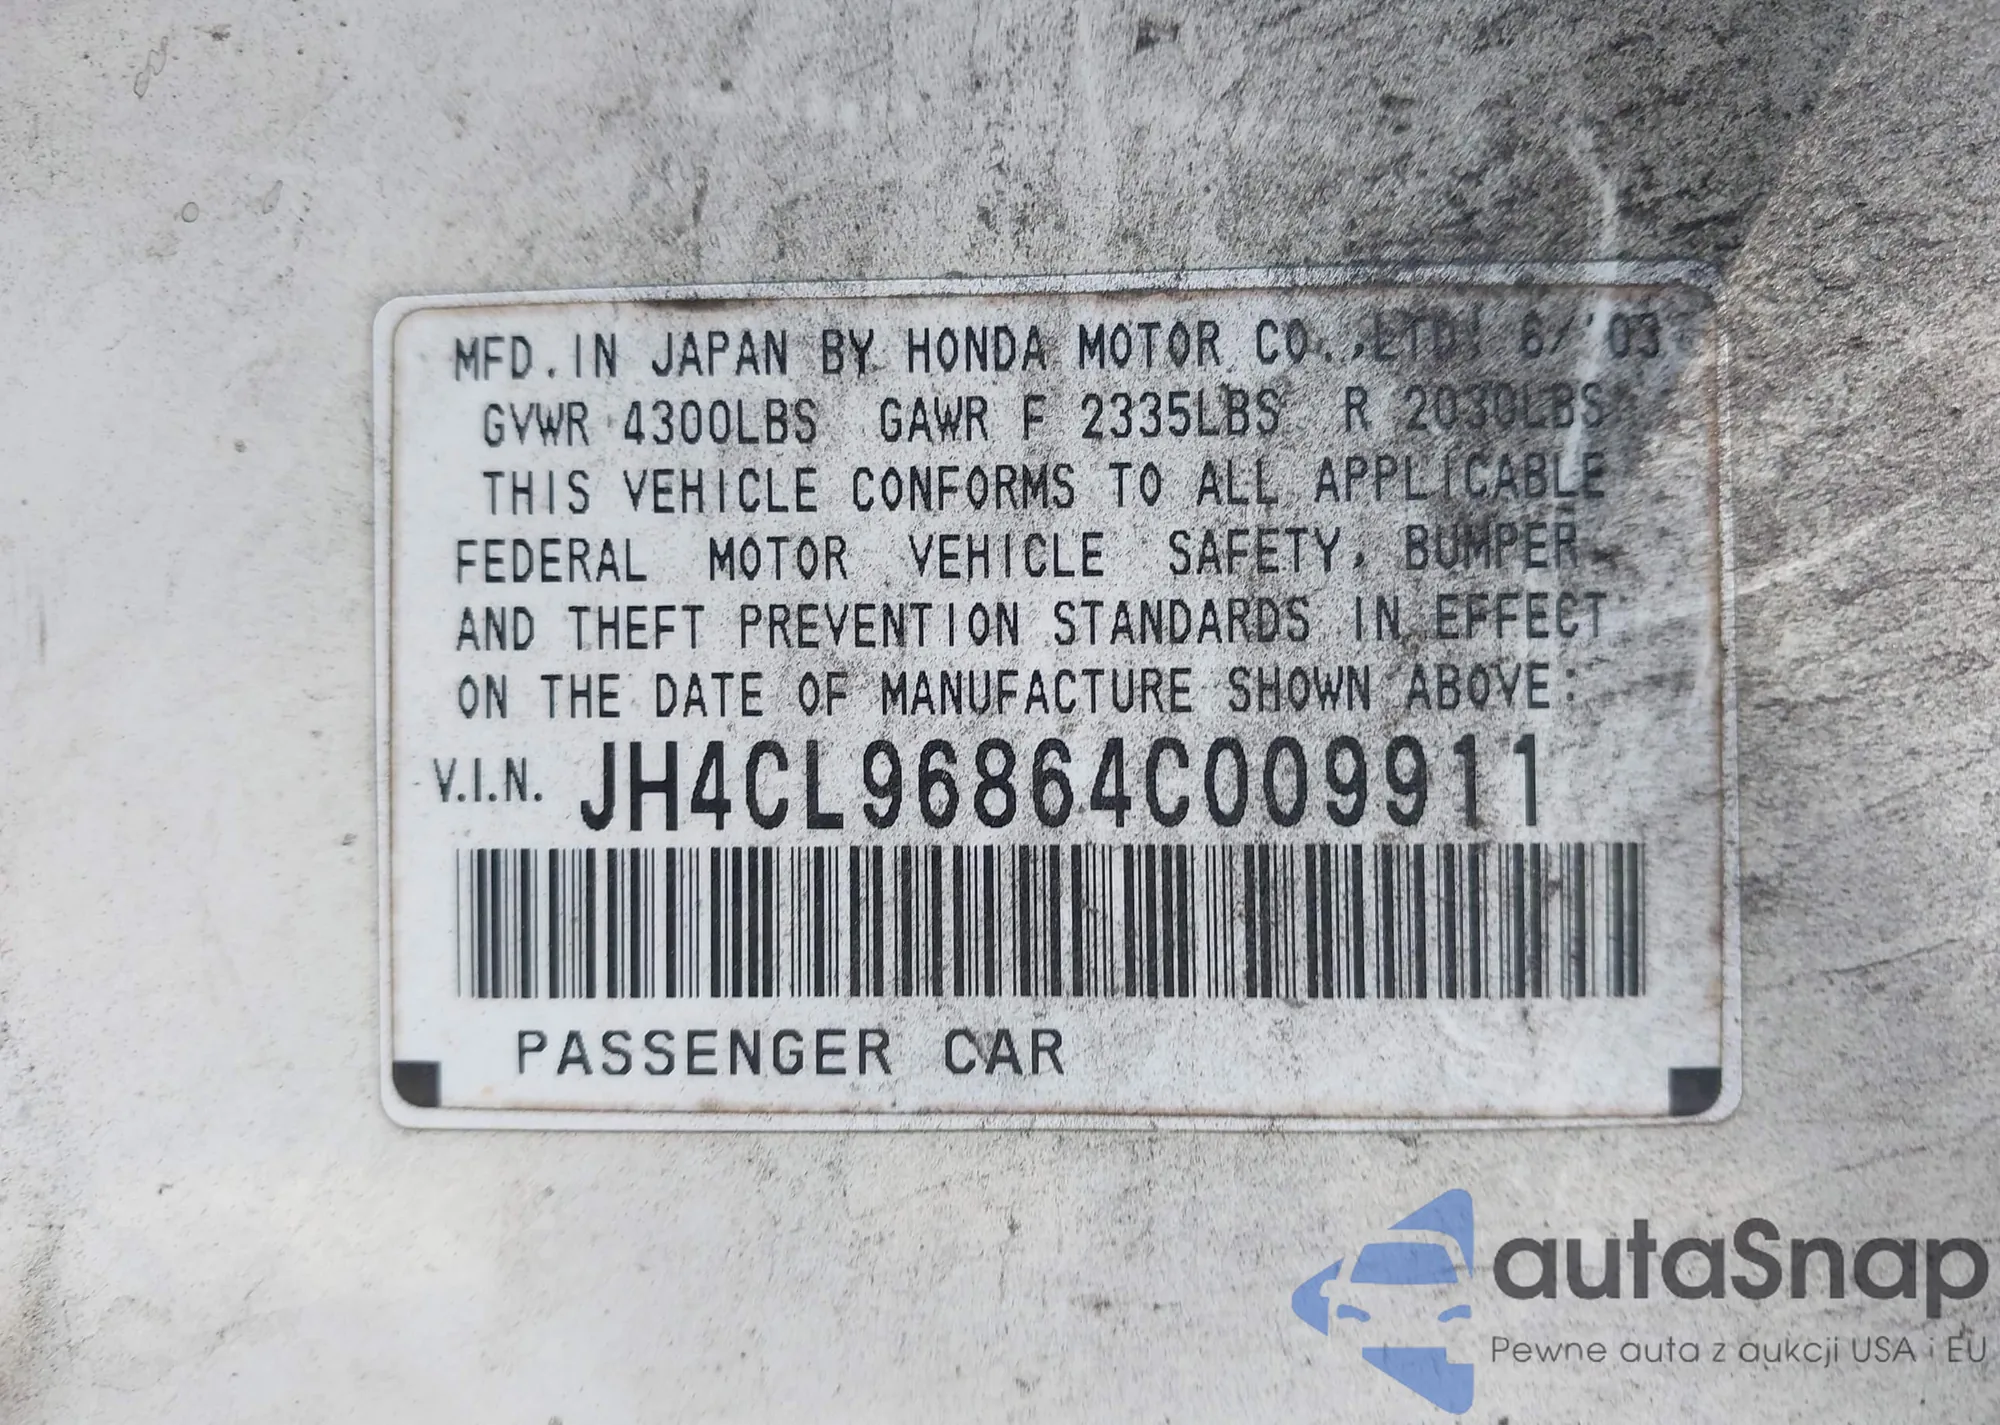 MFD. IN JAPAN BY HONDA MOTOR CO.,LTD. 6/'03
GVWR 4300LBS GAWR F 2335LBS R 2030LBS
THIS VEHICLE CONFORMS TO ALL APPLICABLE
FEDERAL MOTOR VEHICLE SAFETY, BUMPER
AND THEFT PREVENTION STANDARDS IN EFFECT
ON THE DATE OF MANUFACTURE SHOWN ABOVE:
V.I.N. JH4CL96864C009911
PASSENGER CAR
autaSnap
Pewne auta z aukcji USA i EU